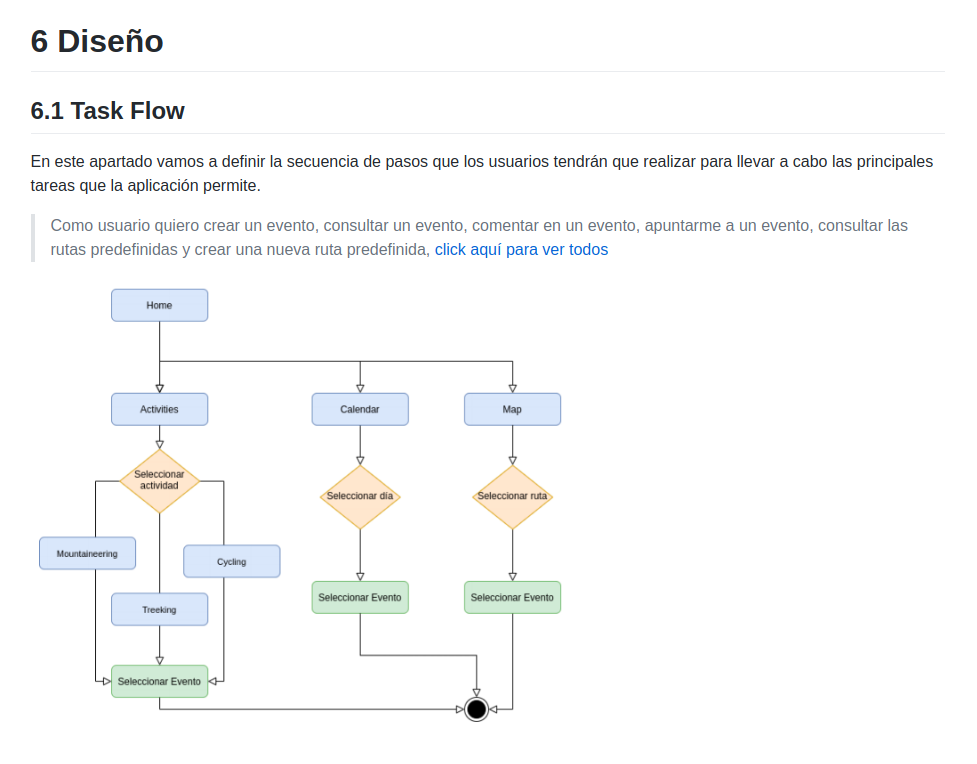 6 Diseño
6.1 Task Flow
En este apartado vamos a definir la secuencia de pasos que los usuarios tendrán que realizar para llevar a cabo las principales
tareas que la aplicación permite.
Como usuario quiero crear un evento, consultar un evento, comentar en un evento, apuntarme a un evento, consultar las
rutas predefinidas y crear una nueva ruta predefinida, click aquí para ver todos
Home
Activities
Calendar
Map
Seleccionar
actividad
Seleccionar día
Seleccionar ruta
Mountaineering
Cycling
Treeking
Seleccionar Evento
Seleccionar Evento
Seleccionar Evento